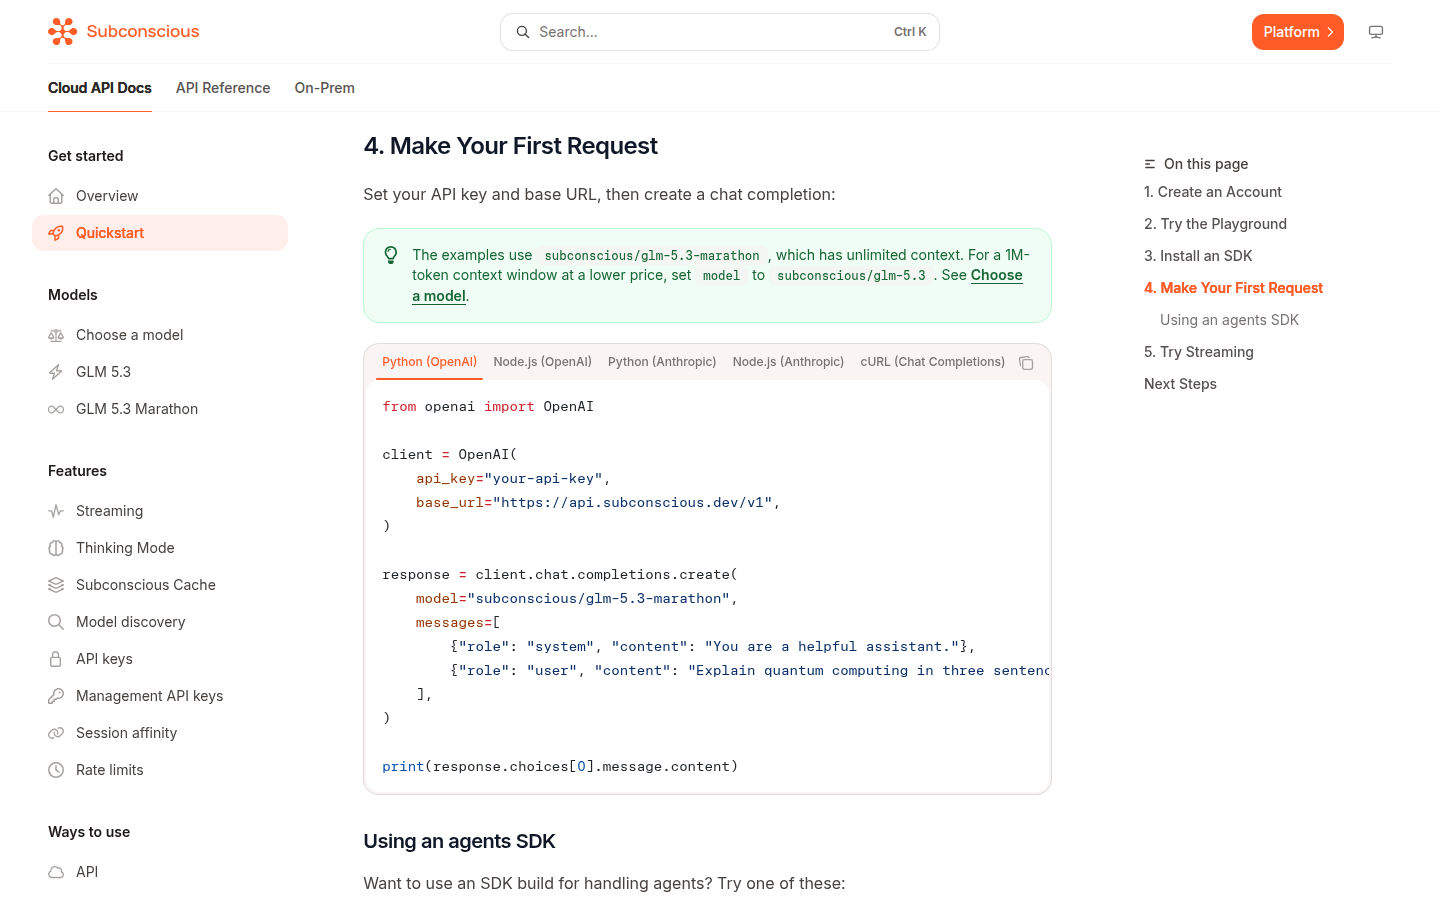 Subconscious
Search...
Ctrl K
Platform
Cloud API Docs
API Reference
On-Prem
Get started
Overview
Quickstart
Models
Choose a model
GLM 5.3
GLM 5.3 Marathon
Features
Streaming
Thinking Mode
Subconscious Cache
Model discovery
API keys
Management API keys
Session affinity
Rate limits
Ways to use
API
4. Make Your First Request
Set your API key and base URL, then create a chat completion:
The examples use subconscious/glm-5.3-marathon , which has unlimited context. For a 1M-
token context window at a lower price, set model to subconscious/glm-5.3 . See Choose
a model.
Python (OpenAI)
Node.js (OpenAI)
Python (Anthropic)
Node.js (Anthropic)
cURL (Chat Completions)
from openai import OpenAI
client = OpenAI(
    api_key="your-api-key",
    base_url="https://api.subconscious.dev/v1",
)
response = client.chat.completions.create(
    model="subconscious/glm-5.3-marathon",
    messages=[
        {"role": "system", "content": "You are a helpful assistant."},
        {"role": "user", "content": "Explain quantum computing in three sentenc
    ],
)
print(response.choices[0].message.content)
Using an agents SDK
Want to use an SDK build for handling agents? Try one of these:
On this page
1. Create an Account
2. Try the Playground
3. Install an SDK
4. Make Your First Request
Using an agents SDK
5. Try Streaming
Next Steps